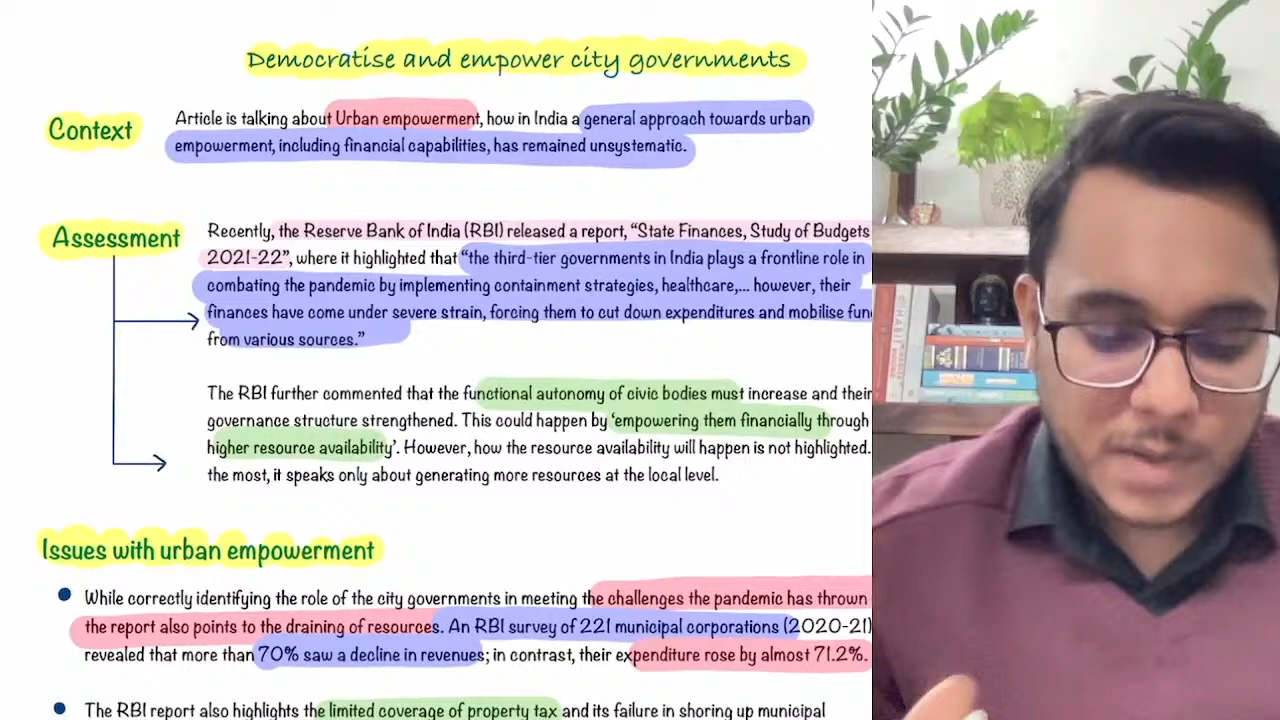 Democratise and empower city governments
Context
Article is talking about Urban empowerment, how in India a general approach towards urban
empowerment, including financial capabilities, has remained unsystematic.
Assessment
Recently, the Reserve Bank of India (RBI) released a report, “State Finances, Study of Budgets
2021-22”, where it highlighted that “the third-tier governments in India plays a frontline role in
combating the pandemic by implementing containment strategies, healthcare,... however, their
finances have come under severe strain, forcing them to cut down expenditures and mobilise
from various sources.”
The RBI further commented that the functional autonomy of civic bodies must increase and their
governance structure strengthened. This could happen by ‘empowering them financially through
higher resource availability’. However, how the resource availability will happen is not highlighted.
the most, it speaks only about generating more resources at the local level.
Issues with urban empowerment
While correctly identifying the role of the city governments in meeting the challenges the pandemic has thrown
the report also points to the draining of resources. An RBI survey of 221 municipal corporations (2020-21)
revealed that more than 70% saw a decline in revenues; in contrast, their expenditure rose by almost 71.2%.
The RBI report also highlights the limited coverage of property tax and its failure in shoring up municipal